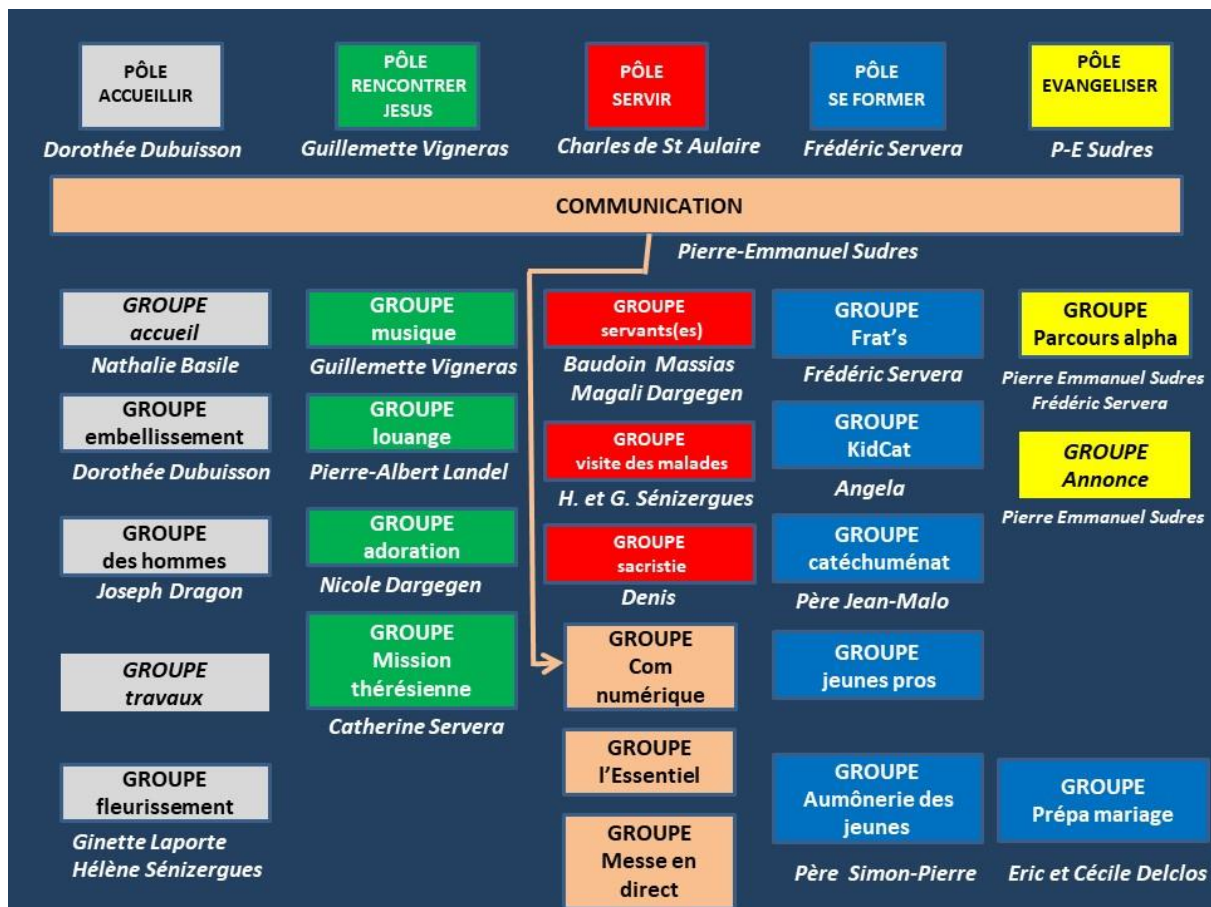 PÔLE
ACCUEILLIR
Dorothée Dubuisson
PÔLE
RENCONTRER
JESUS
Guillemette Vigneras
PÔLE
SERVIR
Charles de St Aulaire
PÔLE
SE FORMER
Frédéric Servera
PÔLE
EVANGELISER
P-E Sudres
COMMUNICATION
Pierre-Emmanuel Sudres
GROUPE
accueil
Nathalie Basile
GROUPE
embellissement
Dorothée Dubuisson
GROUPE
des hommes
Joseph Dragon
GROUPE
travaux
GROUPE
fleurissement
Ginette Laporte
Hélène Sénizergues
GROUPE
musique
Guillemette Vigneras
GROUPE
louange
Pierre-Albert Landel
GROUPE
adoration
Nicole Dargegen
GROUPE
Mission
thérésienne
Catherine Servera
GROUPE
servants(es)
Baudoin Massias
Magali Dargegen
GROUPE
visite des malades
H. et G. Sénizergues
GROUPE
sacristie
Denis
GROUPE
Com
numérique
GROUPE
l'Essentiel
GROUPE
Messe en
direct
GROUPE
Frat's
Frédéric Servera
GROUPE
KidCat
Angela
GROUPE
catéchuménat
Père Jean-Malo
GROUPE
jeunes pros
GROUPE
Aumônerie des
jeunes
Père Simon-Pierre
GROUPE
Parcours alpha
Pierre Emmanuel Sudres
Frédéric Servera
GROUPE
Annonce
Pierre Emmanuel Sudres
GROUPE
Prépa mariage
Eric et Cécile Delclos